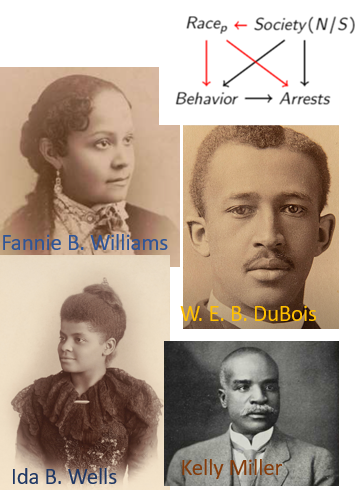 Race_p ← Society(N/S)
Behavior → Arrests
Fannie B. Williams
W. E. B. DuBois
Ida B. Wells
Kelly Miller